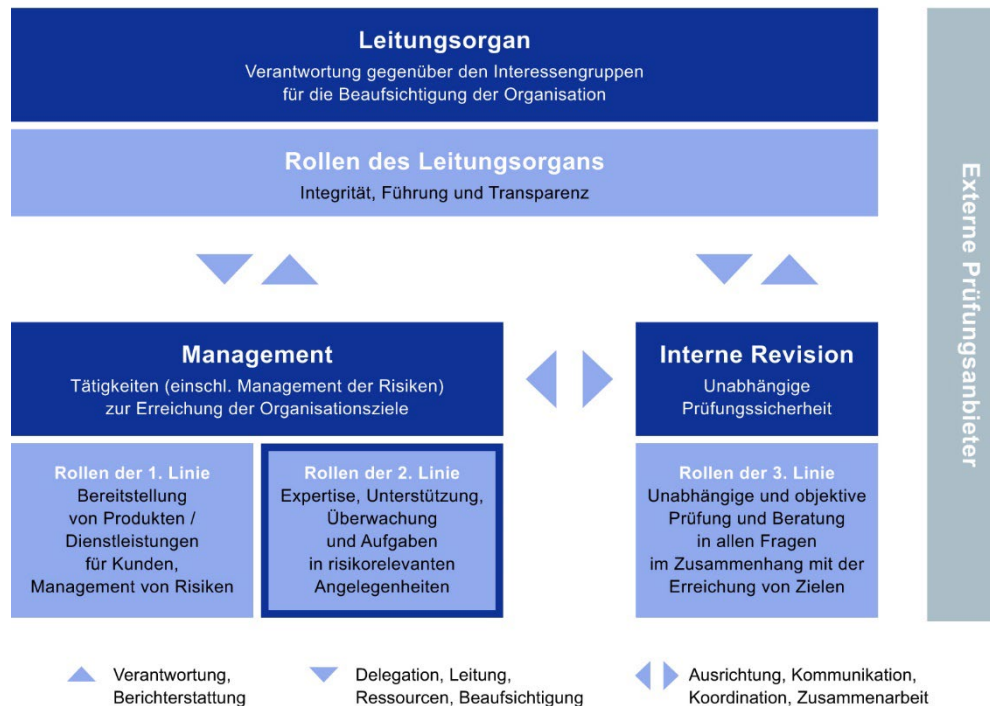 Leitungsorgan
Verantwortung gegenüber den Interessengruppen
für die Beaufsichtigung der Organisation
Rollen des Leitungsorgans
Integrität, Führung und Transparenz
Externe Prüfungsanbieter
Management
Tätigkeiten (einschl. Management der Risiken)
zur Erreichung der Organisationsziele
Interne Revision
Unabhängige
Prüfungssicherheit
Rollen der 1. Linie
Bereitstellung
von Produkten /
Dienstleistungen
für Kunden,
Management von Risiken
Rollen der 2. Linie
Expertise, Unterstützung,
Überwachung
und Aufgaben
in risikorelevanten
Angelegenheiten
Rollen der 3. Linie
Unabhängige und objektive
Prüfung und Beratung
in allen Fragen
im Zusammenhang mit der
Erreichung von Zielen
Verantwortung,
Berichterstattung
Delegation, Leitung,
Ressourcen, Beaufsichtigung
Ausrichtung, Kommunikation,
Koordination, Zusammenarbeit